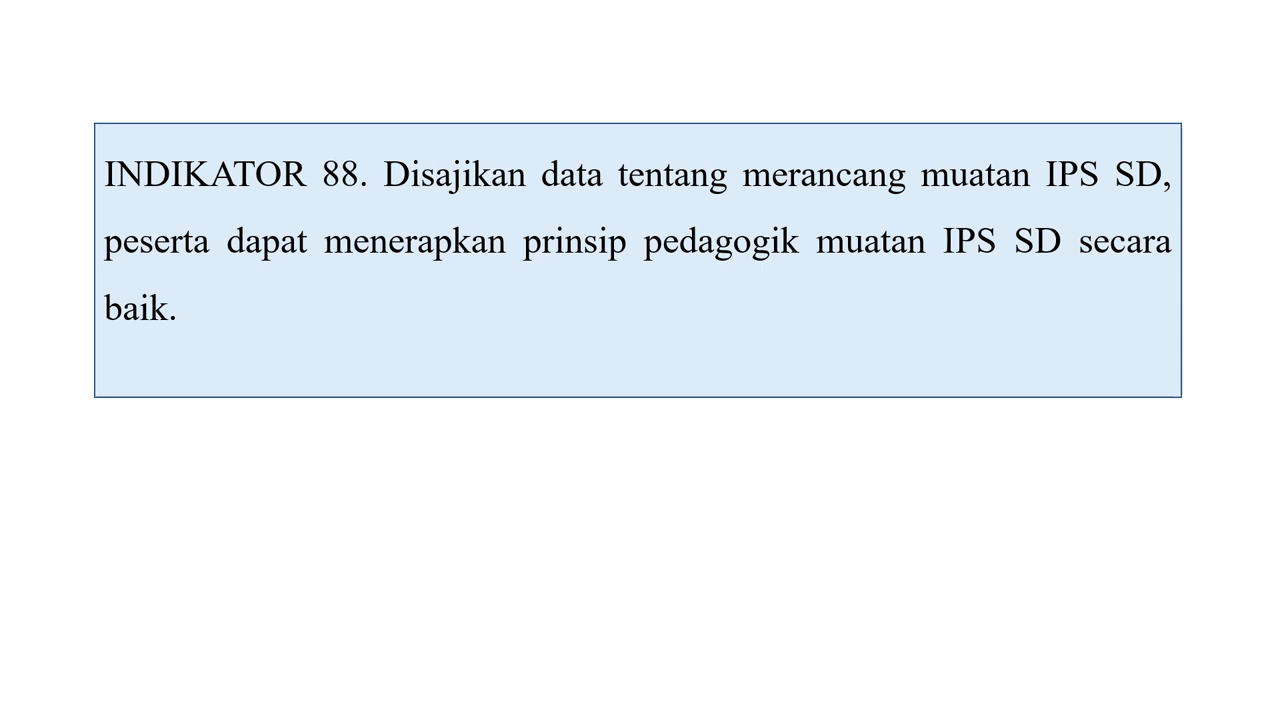 INDIKATOR 88. Disajikan data tentang merancang muatan IPS SD,
peserta dapat menerapkan prinsip pedagogik muatan IPS SD secara
baik.